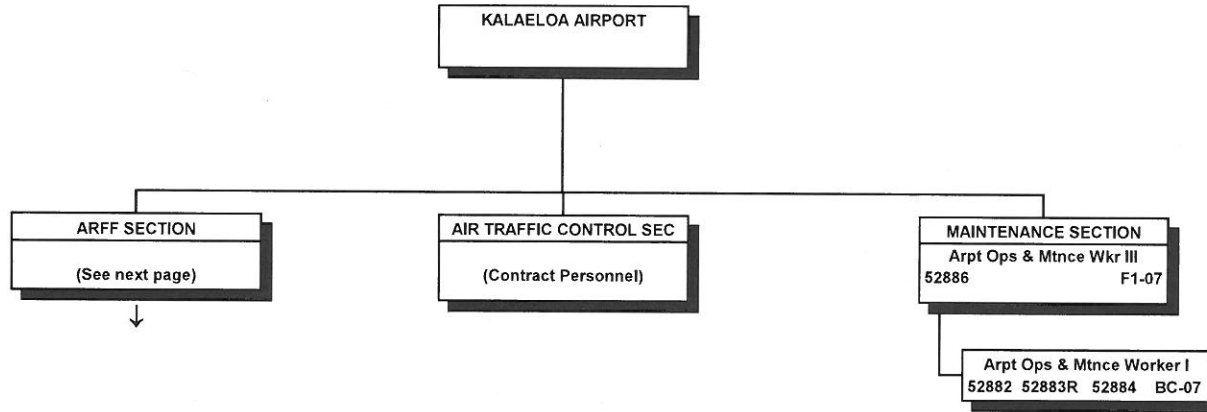 KALAELOA AIRPORT
ARFF SECTION
(See next page)
AIR TRAFFIC CONTROL SEC
(Contract Personnel)
MAINTENANCE SECTION
Arpt Ops & Mtnce Wkr III
52886 F1-07
Arpt Ops & Mtnce Worker I
52882 52883R 52884 BC-07